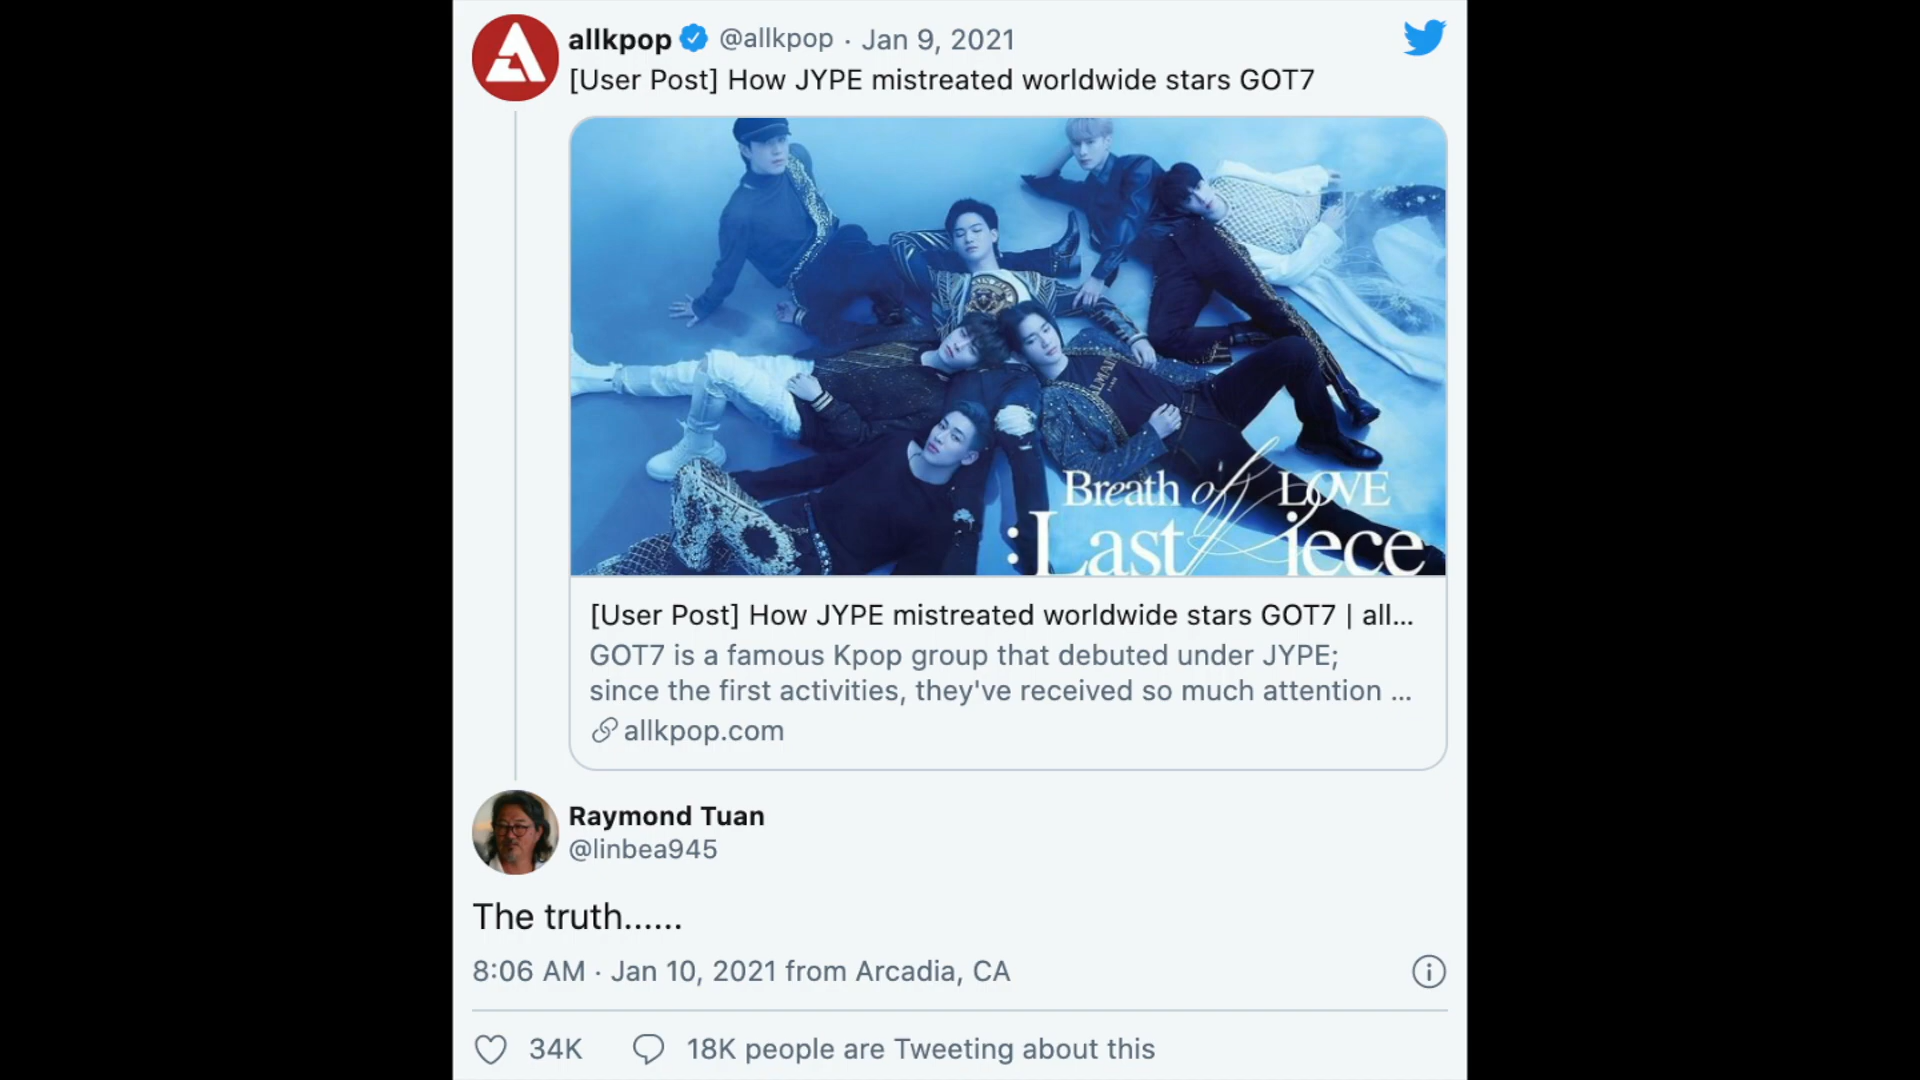 allkpop @allkpop · Jan 9, 2021
[User Post] How JYPE mistreated worldwide stars GOT7
BALMAIN
Breath of LOVE
: Last Piece
[User Post] How JYPE mistreated worldwide stars GOT7 | all...
GOT7 is a famous Kpop group that debuted under JYPE;
since the first activities, they've received so much attention ...
allkpop.com
Raymond Tuan
@linbea945
The truth......
8:06 AM · Jan 10, 2021 from Arcadia, CA
34K 18K people are Tweeting about this